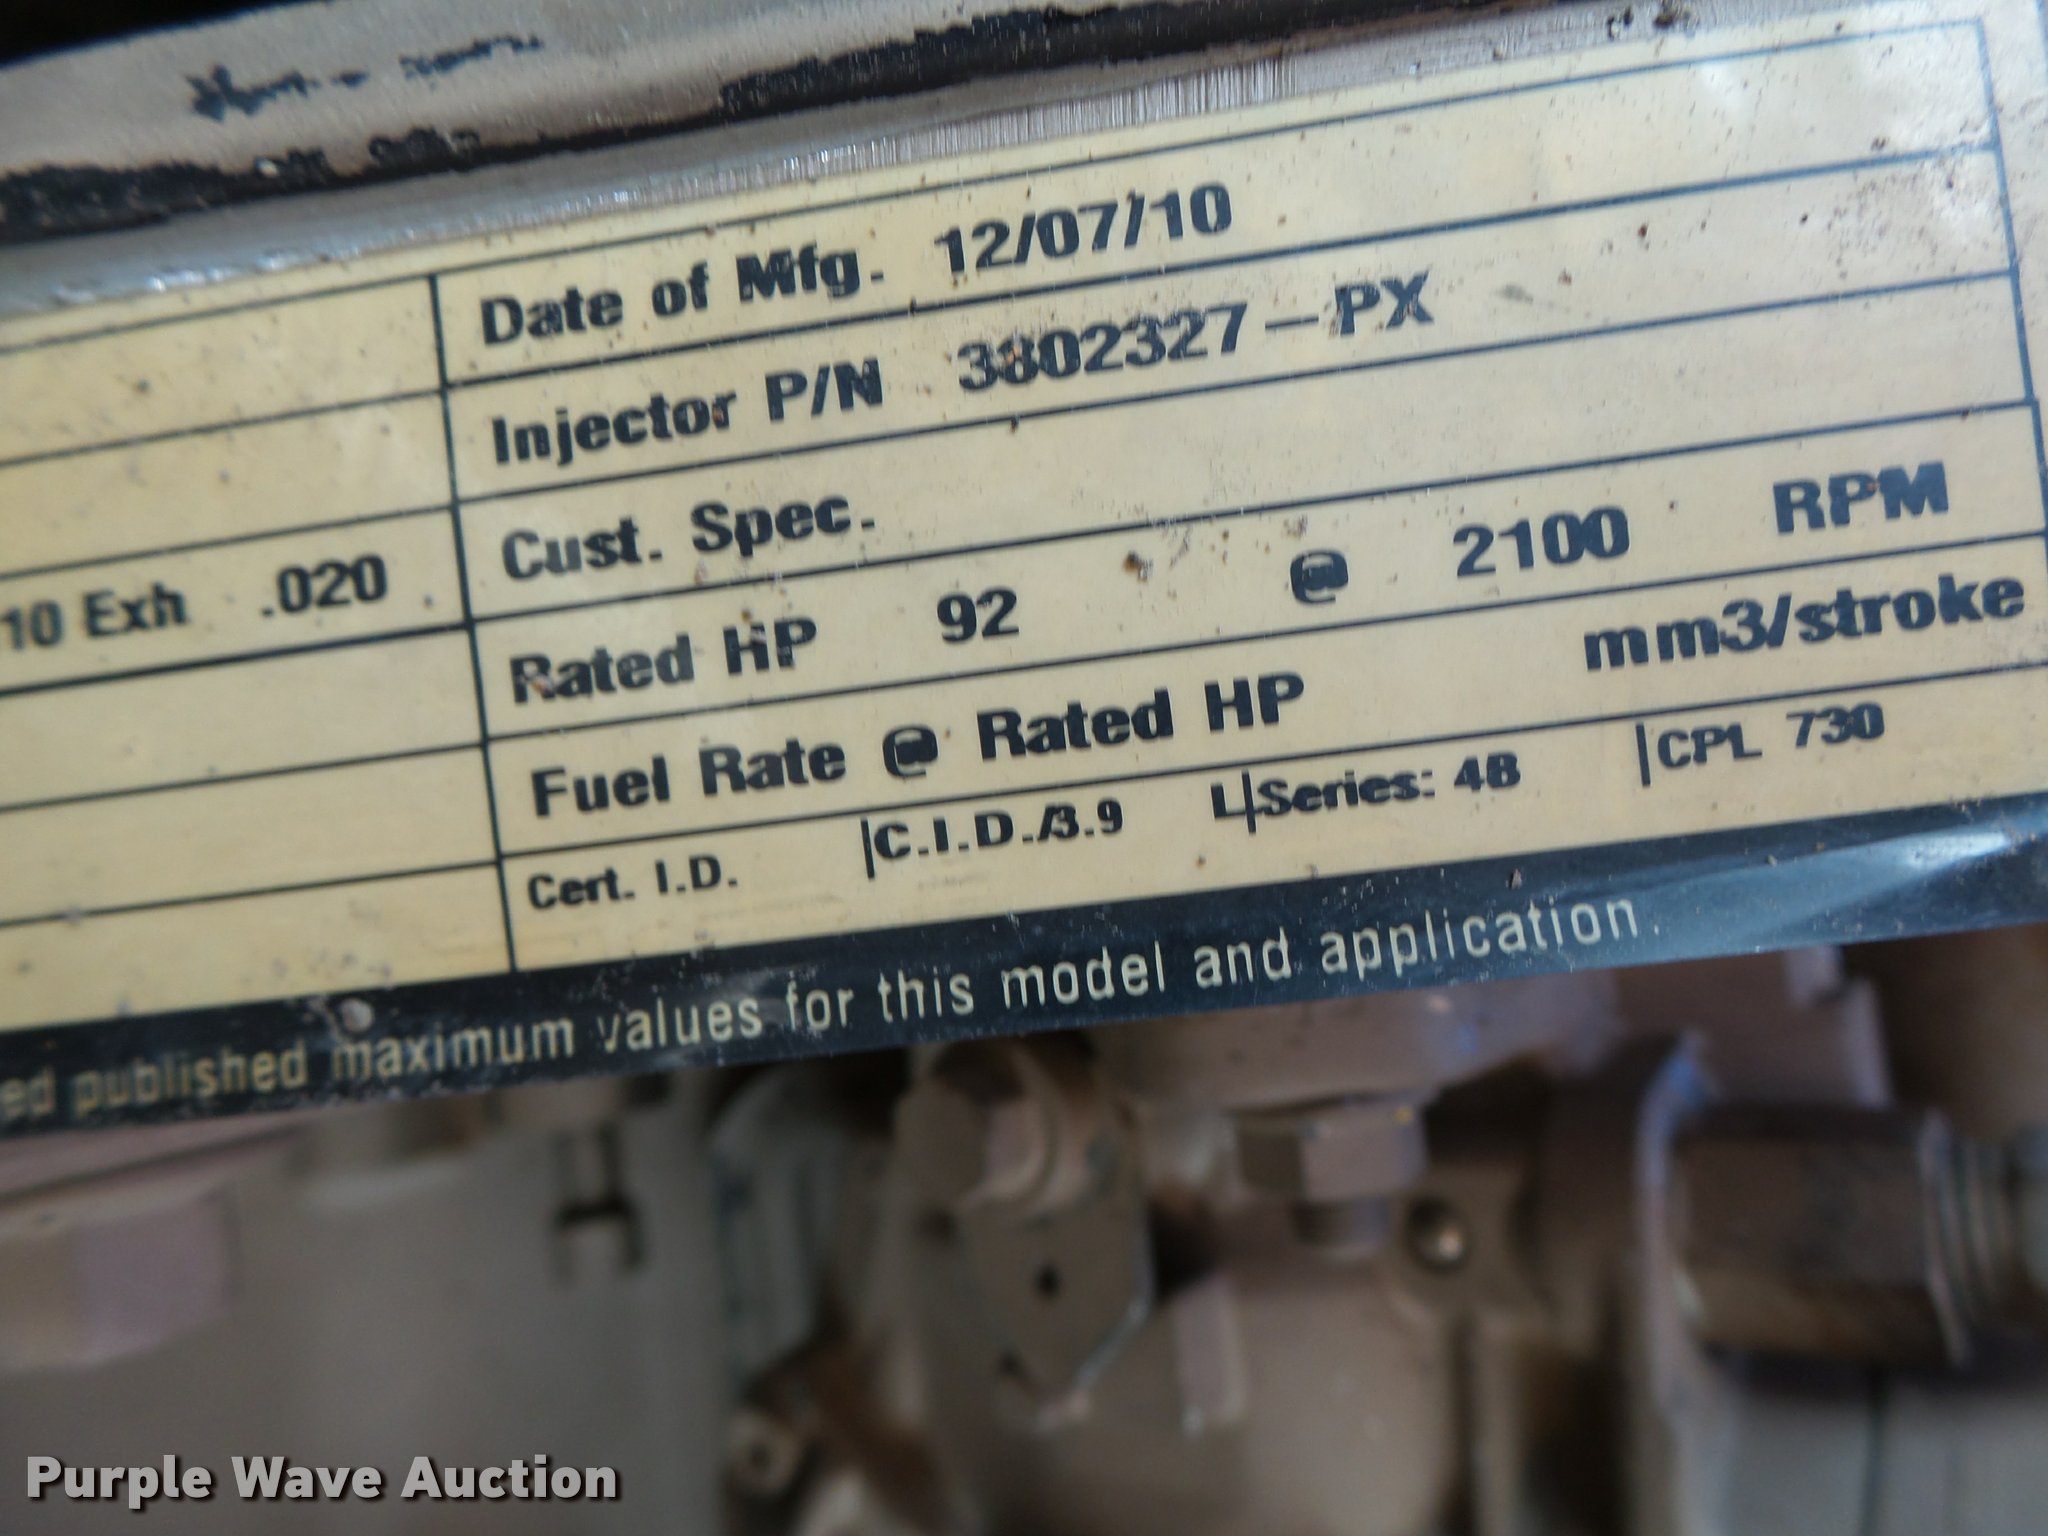 Date of Mfg. 12/07/10
Injector P/N 3802327-PX
Cust. Spec.
10 Exh .020
Rated HP 92 @ 2100 RPM
Fuel Rate @ Rated HP mm3/stroke
Cert. I.D. |C.I.D./3.9 L|Series: 4B |CPL 730
ed published maximum values for this model and application.
Purple Wave Auction